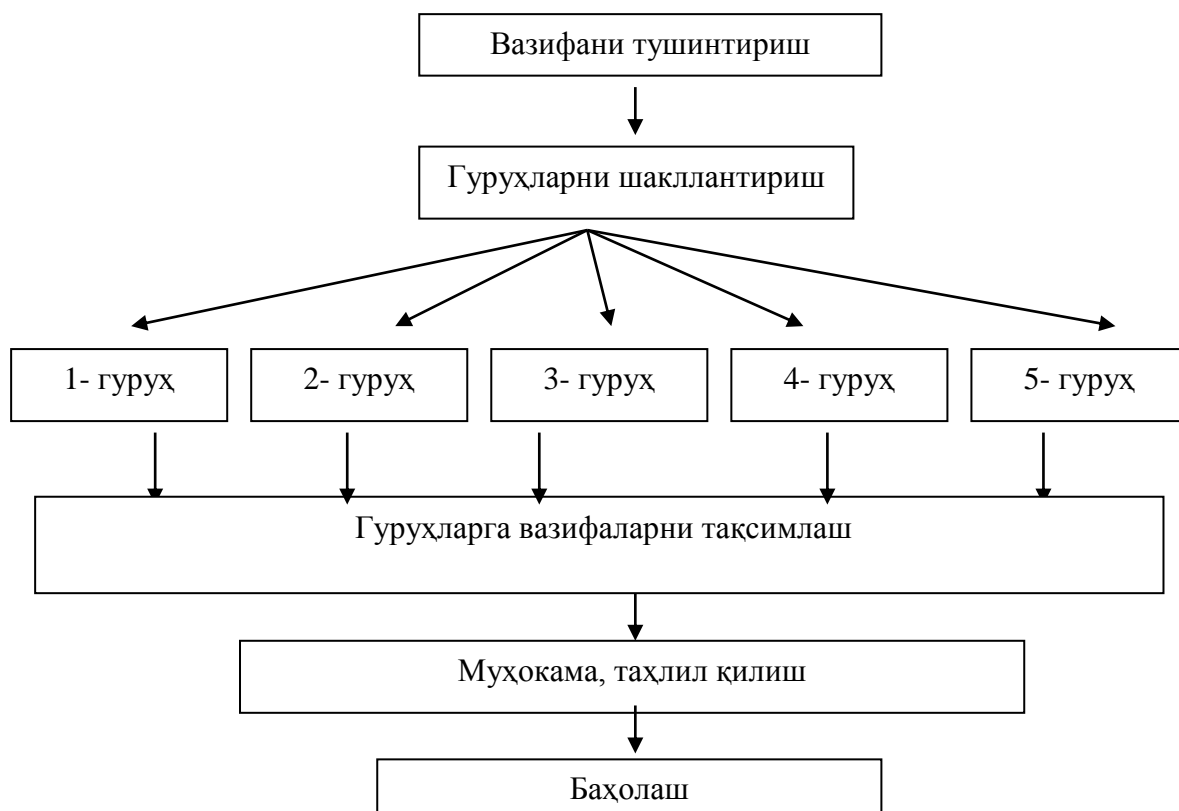 Вазифани тушинтириш
Гуруҳларни шакллантириш
1- гуруҳ
2- гуруҳ
3- гуруҳ
4- гуруҳ
5- гуруҳ
Гуруҳларга вазифаларни тақсимлаш
Муҳокама, таҳлил қилиш
Баҳолаш